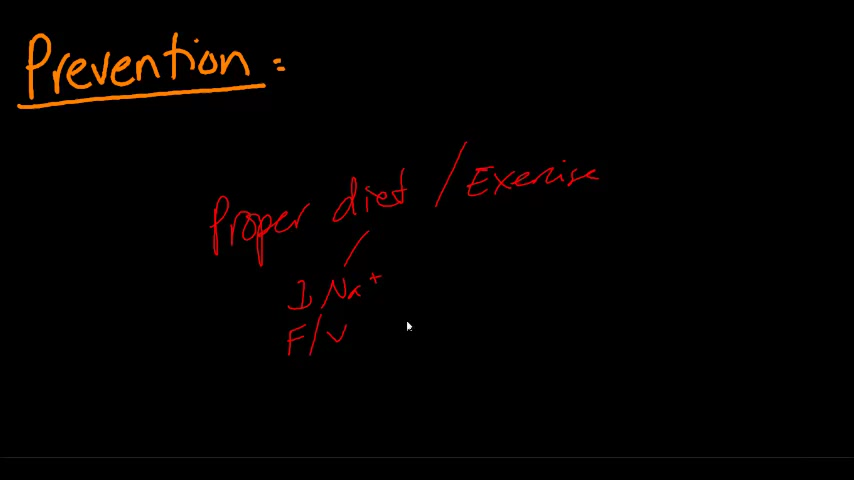 Prevention :
Proper diet / Exercise
↓ Na+
F/V